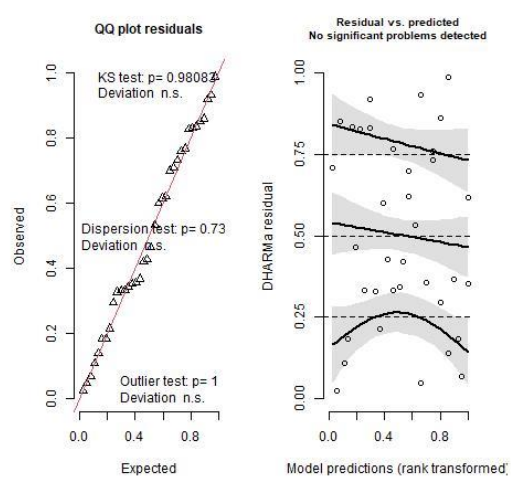 QQ plot residuals
KS test: p= 0.98083
Deviation n.s.
Dispersion test: p= 0.73
Deviation n.s.
Outlier test: p= 1
Deviation n.s.
Observed
0.0 0.2 0.4 0.6 0.8 1.0
0.0 0.4 0.8
Expected
Residual vs. predicted
No significant problems detected
DHARMa residual
0.00 0.25 0.50 0.75 1.00
0.0 0.4 0.8
Model predictions (rank transformed)